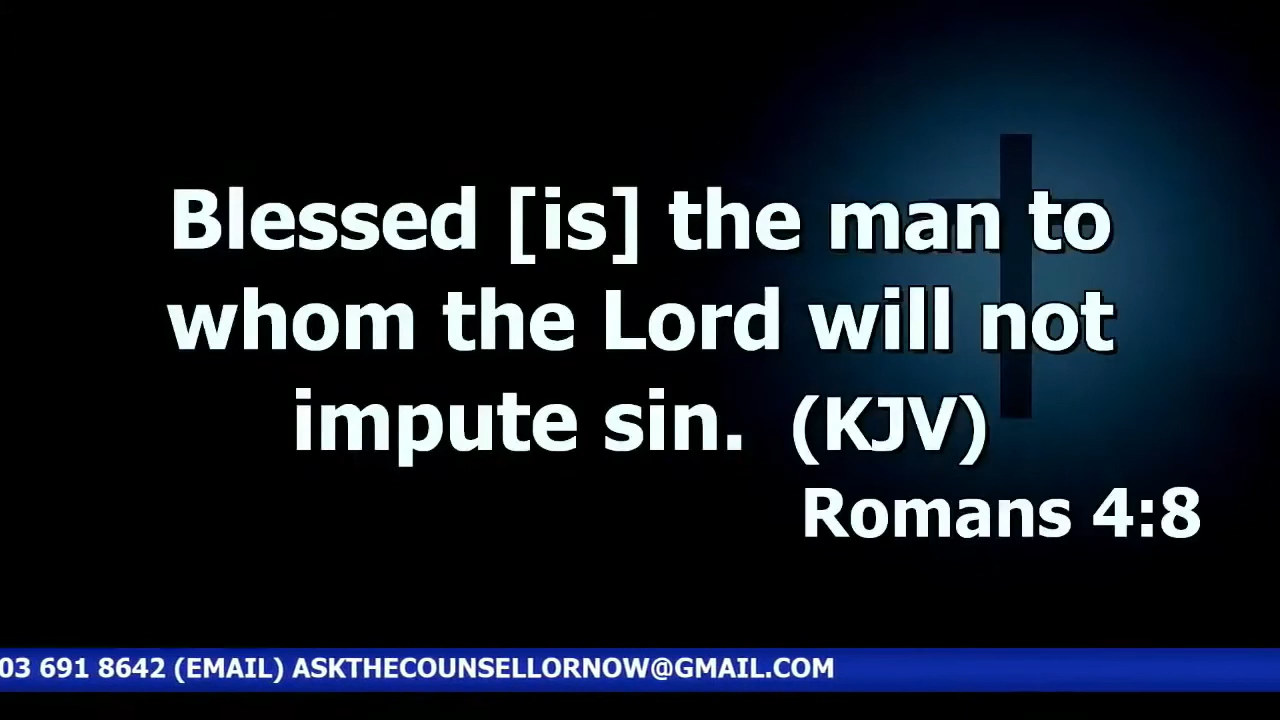 Blessed [is] the man to
whom the Lord will not
impute sin. (KJV)
Romans 4:8
03 691 8642 (EMAIL) ASKTHECOUNSELLORNOW@GMAIL.COM